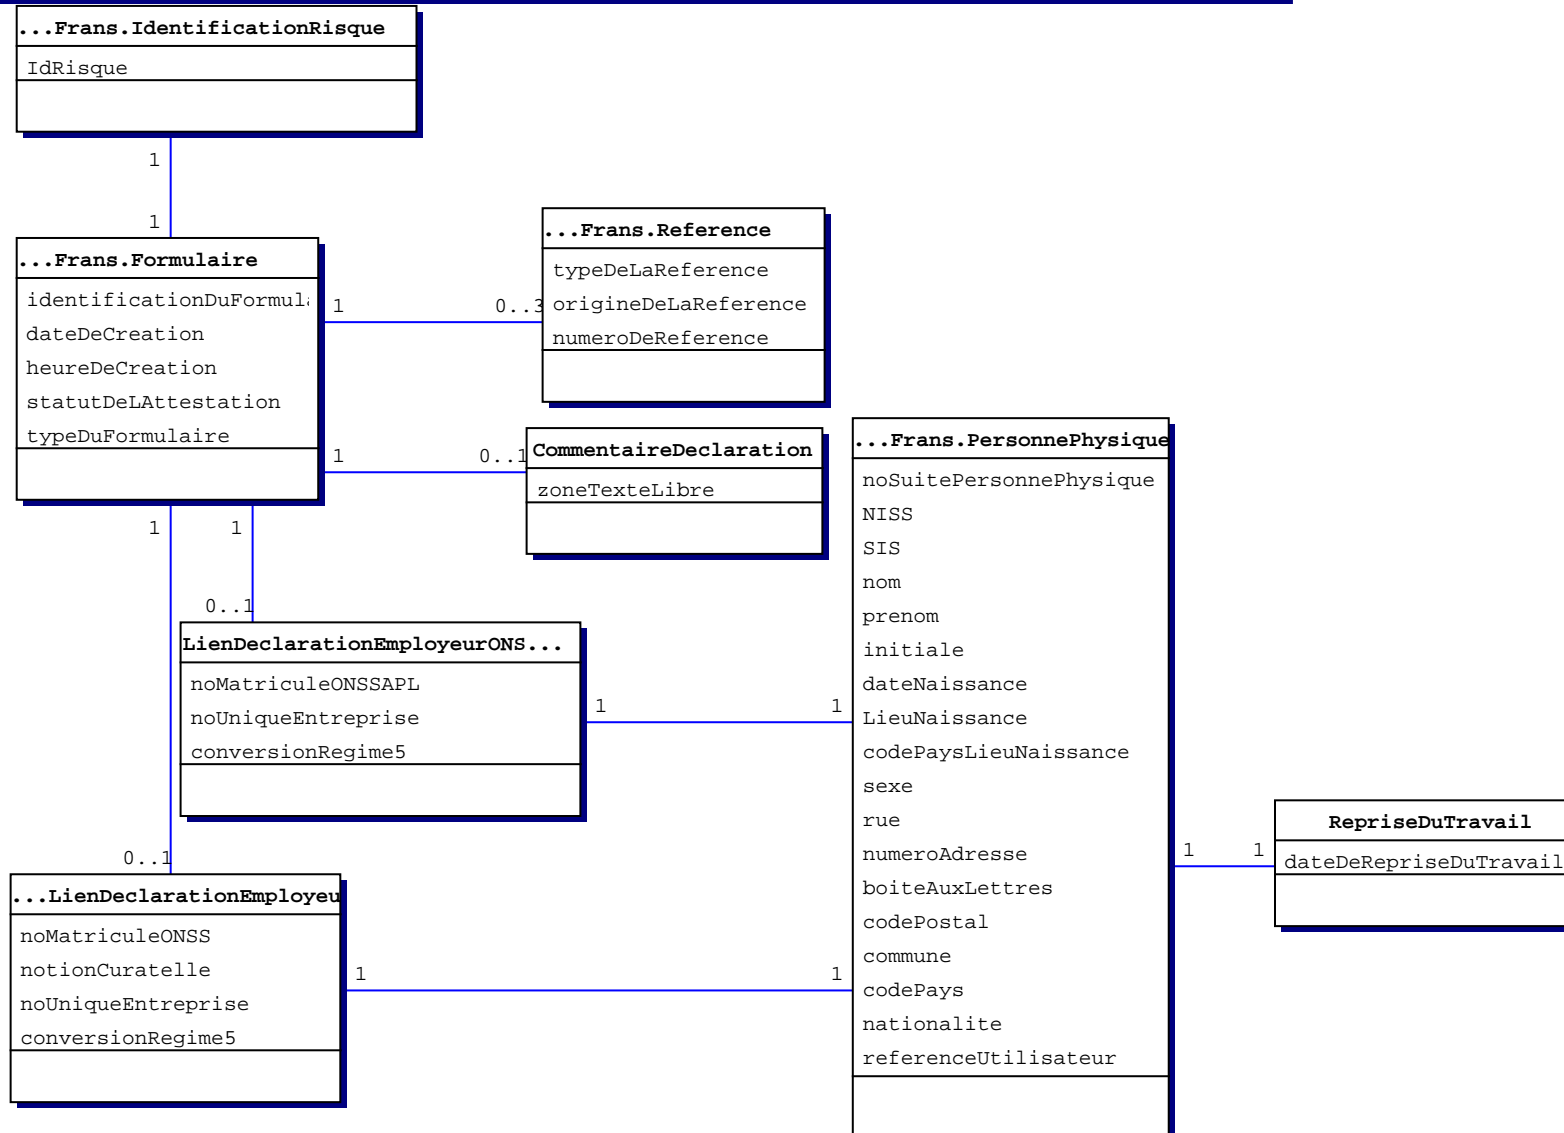 ...Frans.IdentificationRisque
IdRisque
1
1
...Frans.Formulaire
identificationDuFormul
dateDeCreation
heureDeCreation
statutDeLAttestation
typeDuFormulaire
1
0..3
...Frans.Reference
typeDeLaReference
origineDeLaReference
numeroDeReference
1
0..1
CommentaireDeclaration
zoneTexteLibre
1
1
0..1
LienDeclarationEmployeurONS...
noMatriculeONSSAPL
noUniqueEntreprise
conversionRegime5
1
1
0..1
...LienDeclarationEmployeu
noMatriculeONSS
notionCuratelle
noUniqueEntreprise
conversionRegime5
1
1
...Frans.PersonnePhysique
noSuitePersonnePhysique
NISS
SIS
nom
prenom
initiale
dateNaissance
LieuNaissance
codePaysLieuNaissance
sexe
rue
numeroAdresse
boiteAuxLettres
codePostal
commune
codePays
nationalite
referenceUtilisateur
1
1
RepriseDuTravail
dateDeRepriseDuTravail